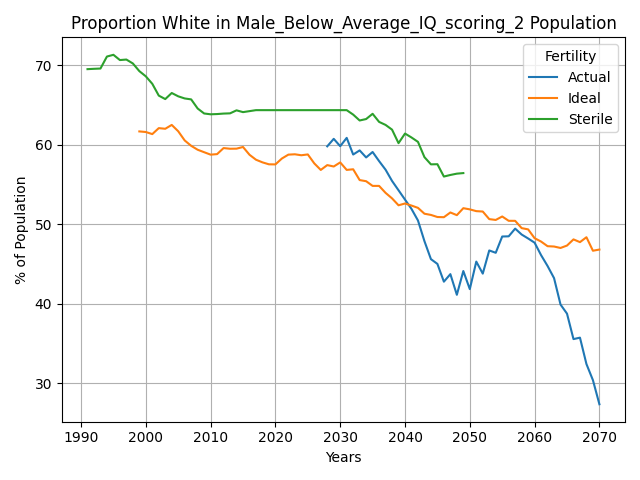 Proportion White in Male_Below_Average_IQ_scoring_2 Population
Fertility
Actual
Ideal
Sterile
% of Population
70
60
50
40
30
1990 2000 2010 2020 2030 2040 2050 2060 2070
Years